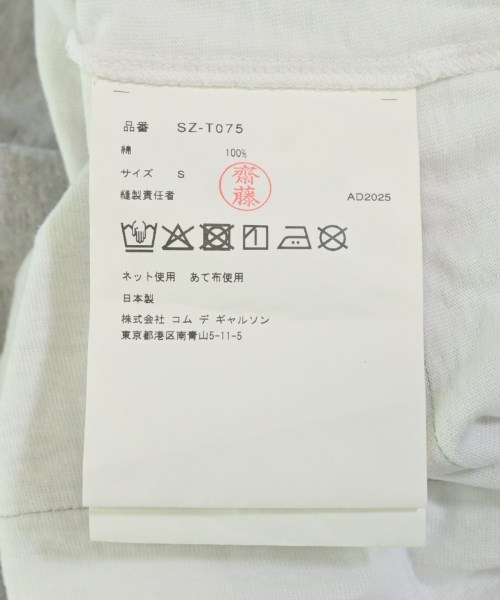 品番 SZ-T075
綿 100%
サイズ S
縫製責任者 齋藤 AD2025
ネット使用 あて布使用
日本製
株式会社 コム デ ギャルソン
東京都港区南青山5-11-5